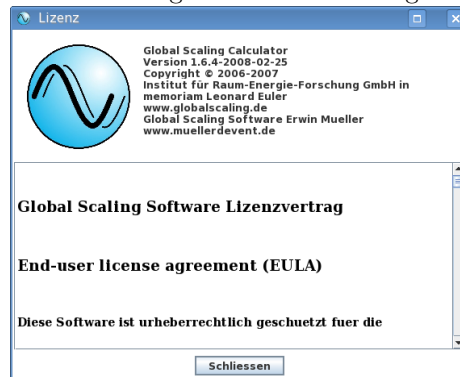 Lizenz
Global Scaling Calculator
Version 1.6.4-2008-02-25
Copyright © 2006-2007
Institut für Raum-Energie-Forschung GmbH in
memoriam Leonard Euler
www.globalscaling.de
Global Scaling Software Erwin Mueller
www.muellerdevent.de
Global Scaling Software Lizenzvertrag
End-user license agreement (EULA)
Diese Software ist urheberrechtlich geschuetzt fuer die
Schliessen